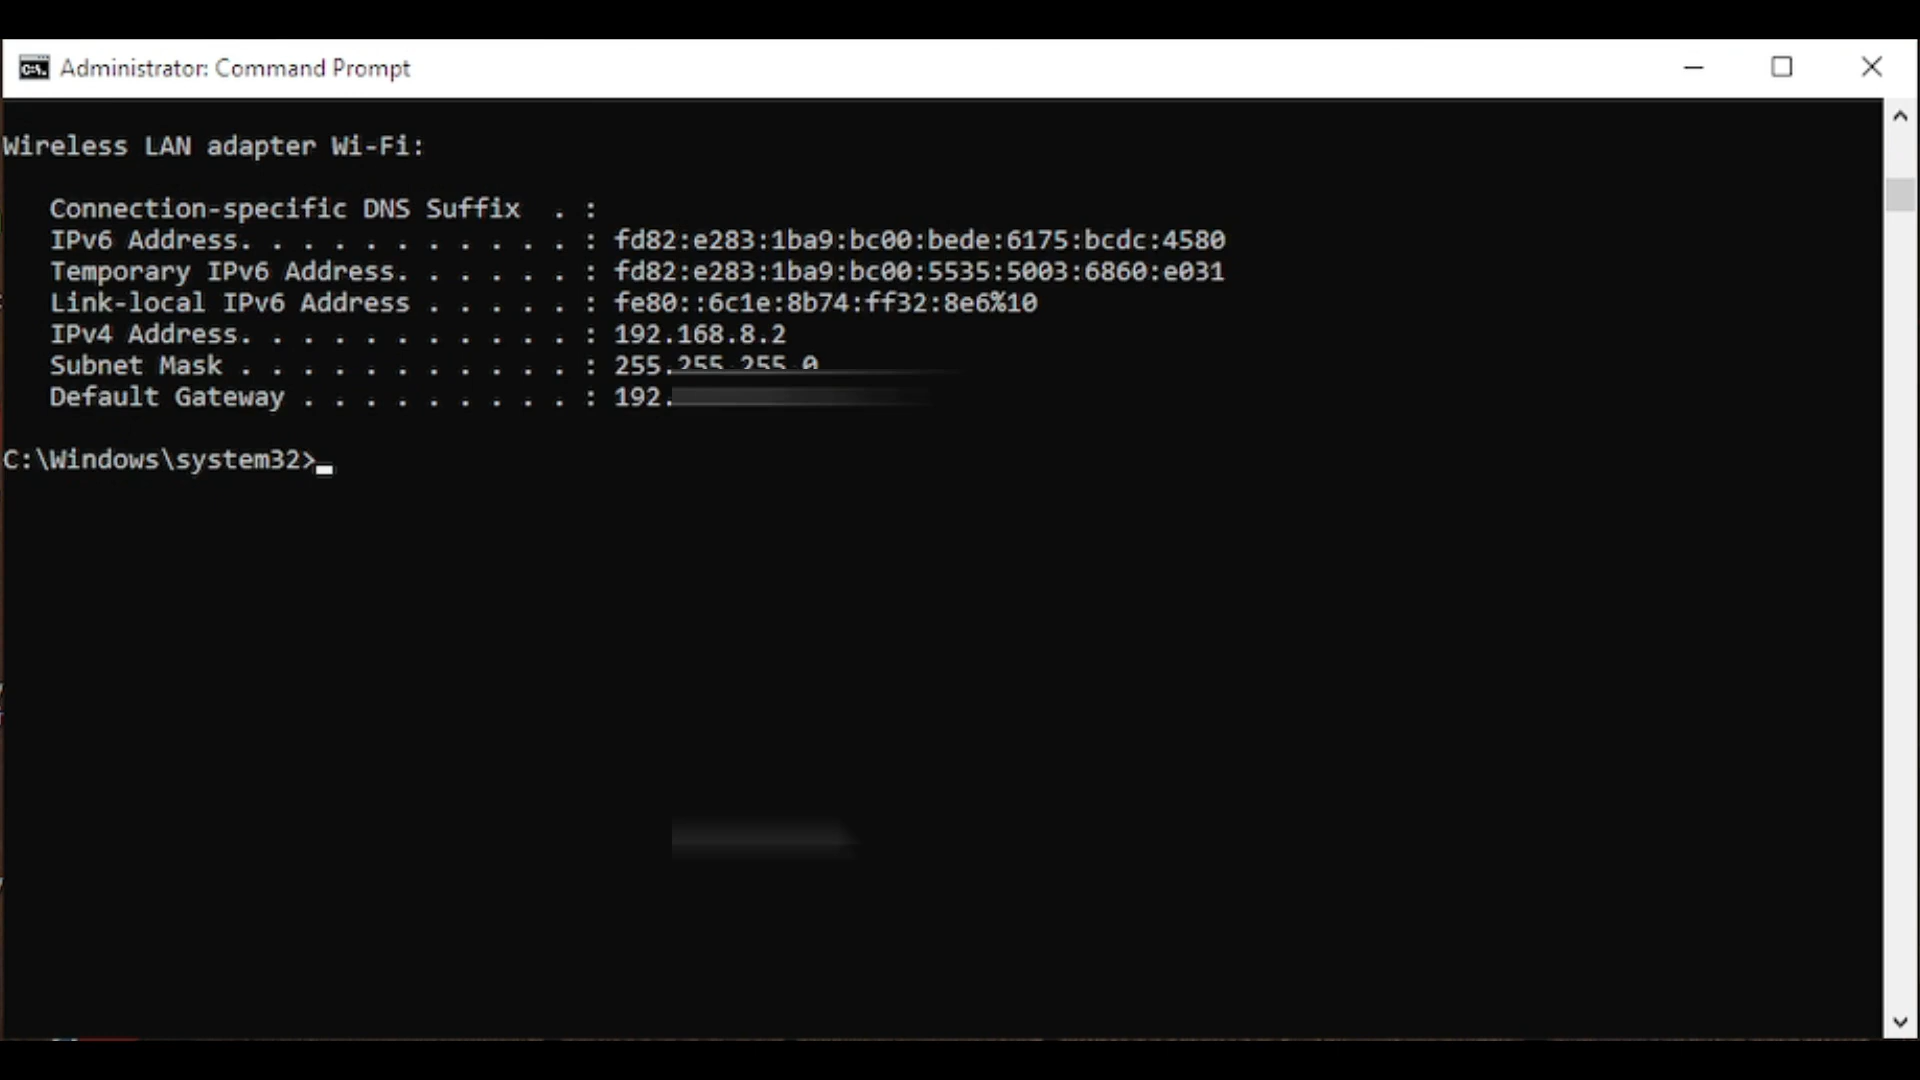 Administrator: Command Prompt
Wireless LAN adapter Wi-Fi:
Connection-specific DNS Suffix  . :
IPv6 Address. . . . . . . . . . . : fd82:e283:1ba9:bc00:bede:6175:bcdc:4580
Temporary IPv6 Address. . . . . . : fd82:e283:1ba9:bc00:5535:5003:6860:e031
Link-local IPv6 Address . . . . . : fe80::6c1e:8b74:ff32:8e6%10
IPv4 Address. . . . . . . . . . . : 192.168.8.2
Subnet Mask . . . . . . . . . . . : 255.255.255.0
Default Gateway . . . . . . . . . : 192.
C:\Windows\system32>